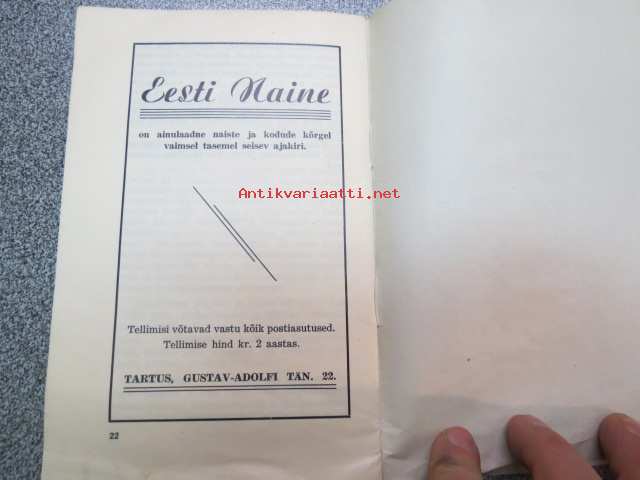 Eesti Naine
on ainulaadne naiste ja kodude kõrgel
vaimsel tasemel seisev ajakiri.
Antikvariaatti.net
Tellimisi võtavad vastu kõik postiasutused.
Tellimise hind kr. 2 aastas.
TARTUS, GUSTAV-ADOLFI TÄN. 22.
22